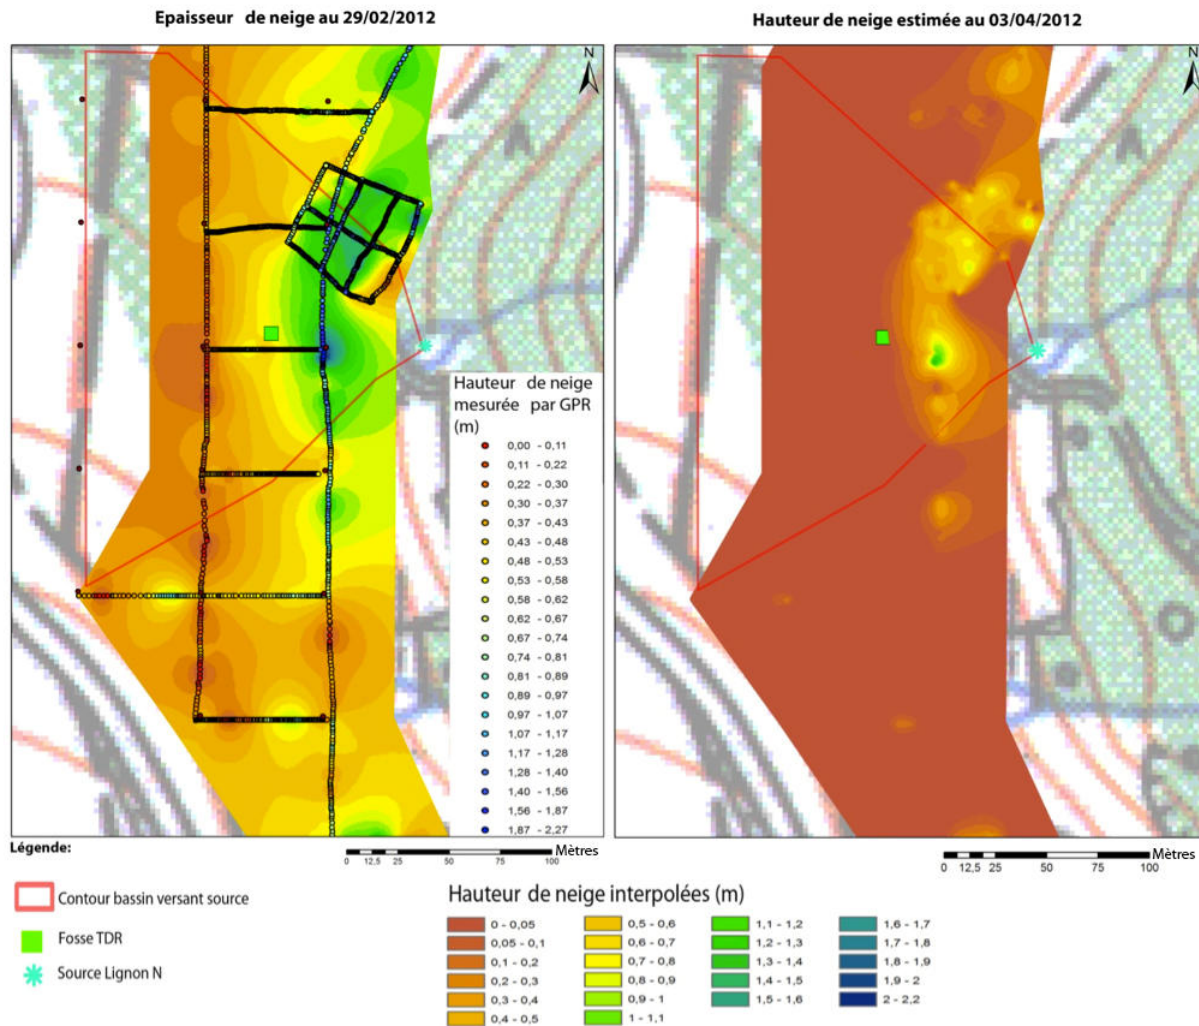 Epaisseur de neige au 29/02/2012
Hauteur de neige estimée au 03/04/2012
N
N
Hauteur de neige
mesurée par GPR
(m)
0,00 - 0,11
0,11 - 0,22
0,22 - 0,30
0,30 - 0,37
0,37 - 0,43
0,43 - 0,48
0,48 - 0,53
0,53 - 0,58
0,58 - 0,62
0,62 - 0,67
0,67 - 0,74
0,74 - 0,81
0,81 - 0,89
0,89 - 0,97
0,97 - 1,07
1,07 - 1,17
1,17 - 1,28
1,28 - 1,40
1,40 - 1,56
1,56 - 1,87
1,87 - 2,27
Mètres
0 12,5 25 50 75 100
Mètres
0 12,5 25 50 75 100
Légende:
Contour bassin versant source
Fosse TDR
Source Lignon N
Hauteur de neige interpolées (m)
0 - 0,05
0,05 - 0,1
0,1 - 0,2
0,2 - 0,3
0,3 - 0,4
0,4 - 0,5
0,5 - 0,6
0,6 - 0,7
0,7 - 0,8
0,8 - 0,9
0,9 - 1
1 - 1,1
1,1 - 1,2
1,2 - 1,3
1,3 - 1,4
1,4 - 1,5
1,5 - 1,6
1,6 - 1,7
1,7 - 1,8
1,8 - 1,9
1,9 - 2
2 - 2,2